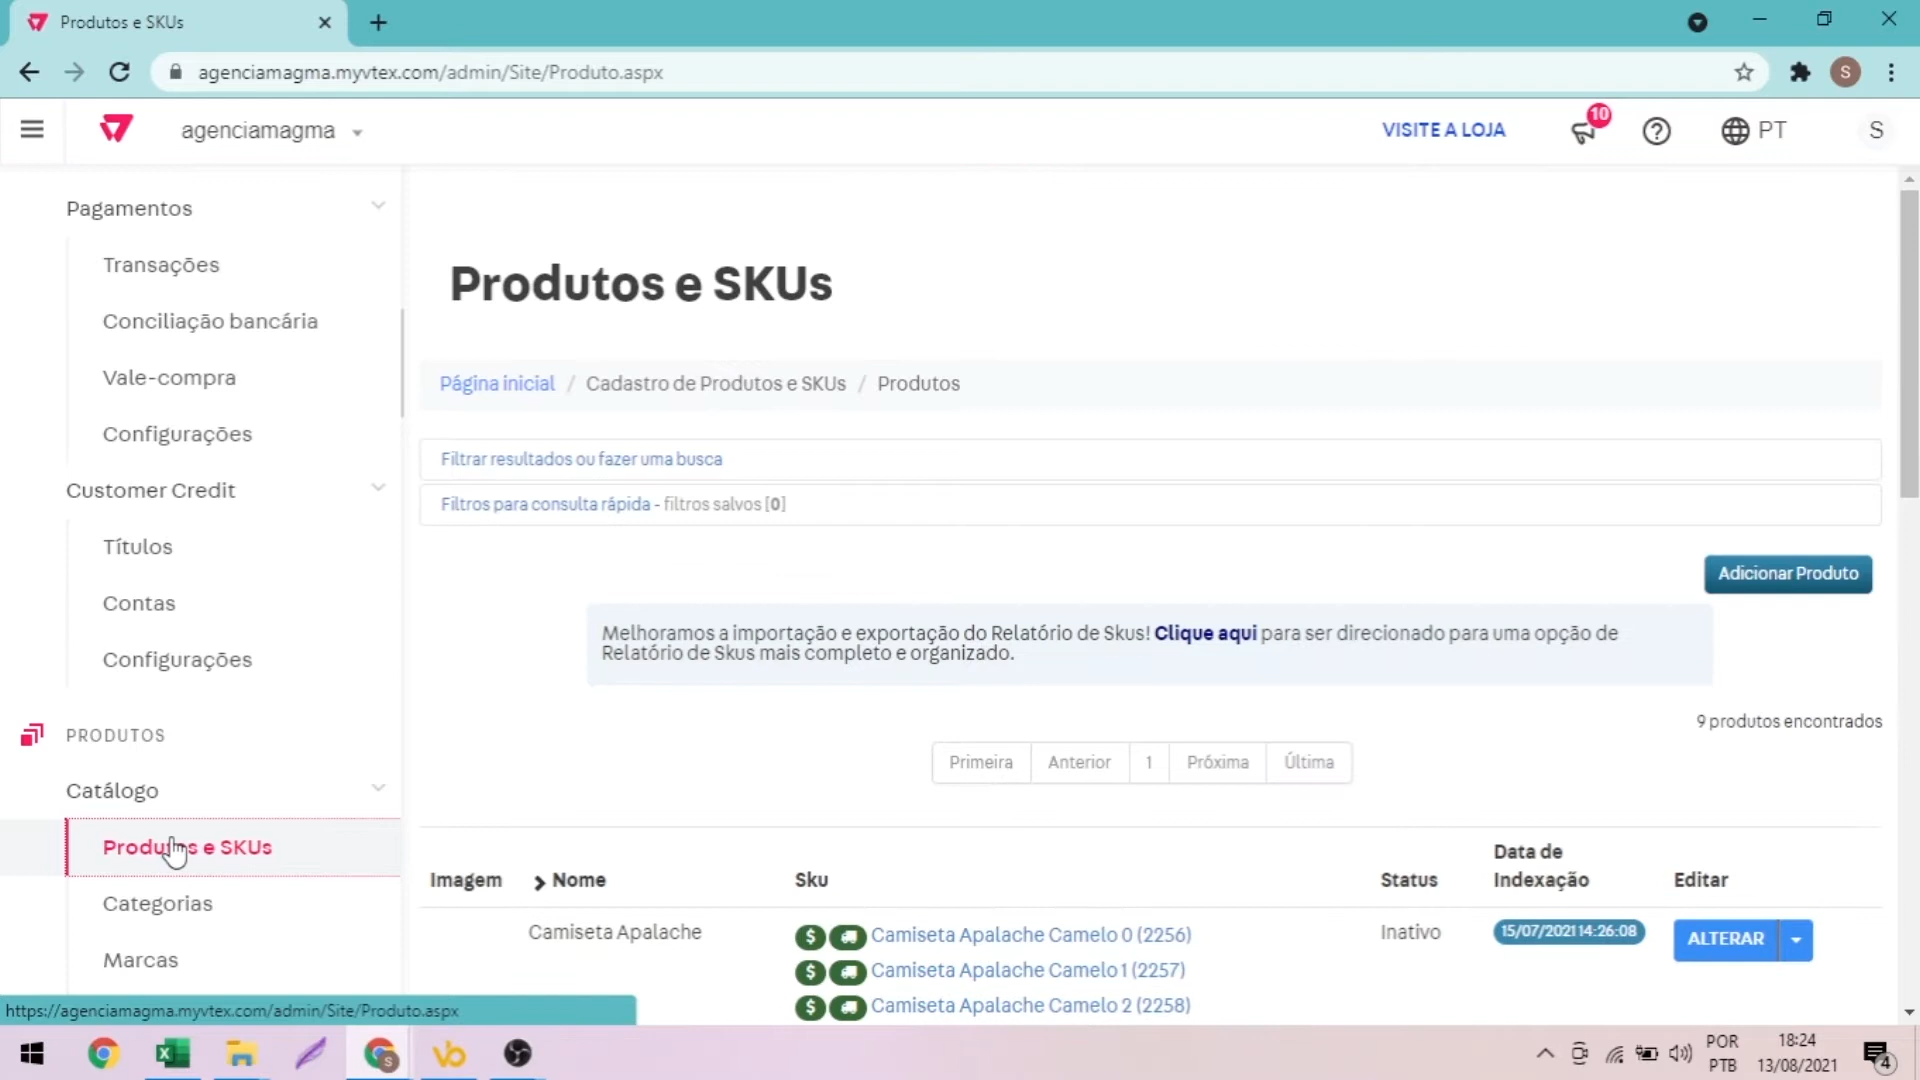 Produtos e SKUs
agenciamagma.myvtex.com/admin/Site/Produto.aspx
S
agenciamagma
VISITE A LOJA
10
PT
S
Pagamentos
Transações
Conciliação bancária
Vale-compra
Configurações
Customer Credit
Títulos
Contas
Configurações
PRODUTOS
Catálogo
Produtos e SKUs
Categorias
Marcas
https://agenciamagma.myvtex.com/admin/Site/Produto.aspx
Produtos e SKUs
Página inicial / Cadastro de Produtos e SKUs / Produtos
Filtrar resultados ou fazer uma busca
Filtros para consulta rápida - filtros salvos [0]
Adicionar Produto
Melhoramos a importação e exportação do Relatório de Skus! Clique aqui para ser direcionado para uma opção de
Relatório de Skus mais completo e organizado.
9 produtos encontrados
Primeira Anterior 1 Próxima Última
Imagem Nome Sku Status Data de Indexação Editar
Camiseta Apalache
$ Camiseta Apalache Camelo 0 (2256)
Inativo
15/07/2021 14:26:08
ALTERAR
$ Camiseta Apalache Camelo 1 (2257)
$ Camiseta Apalache Camelo 2 (2258)
S
vb
POR
PTB
18:24
13/08/2021
4